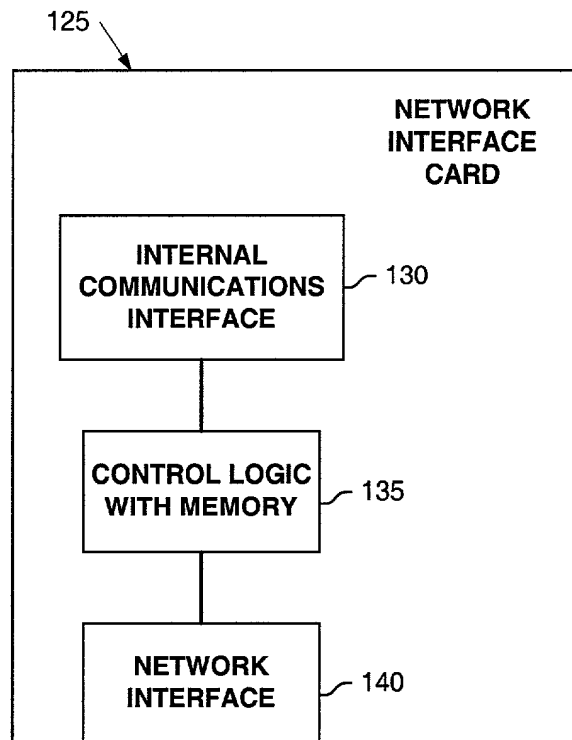 125
NETWORK
INTERFACE
CARD
INTERNAL
COMMUNICATIONS
INTERFACE
130
CONTROL LOGIC
WITH MEMORY
135
NETWORK
INTERFACE
140